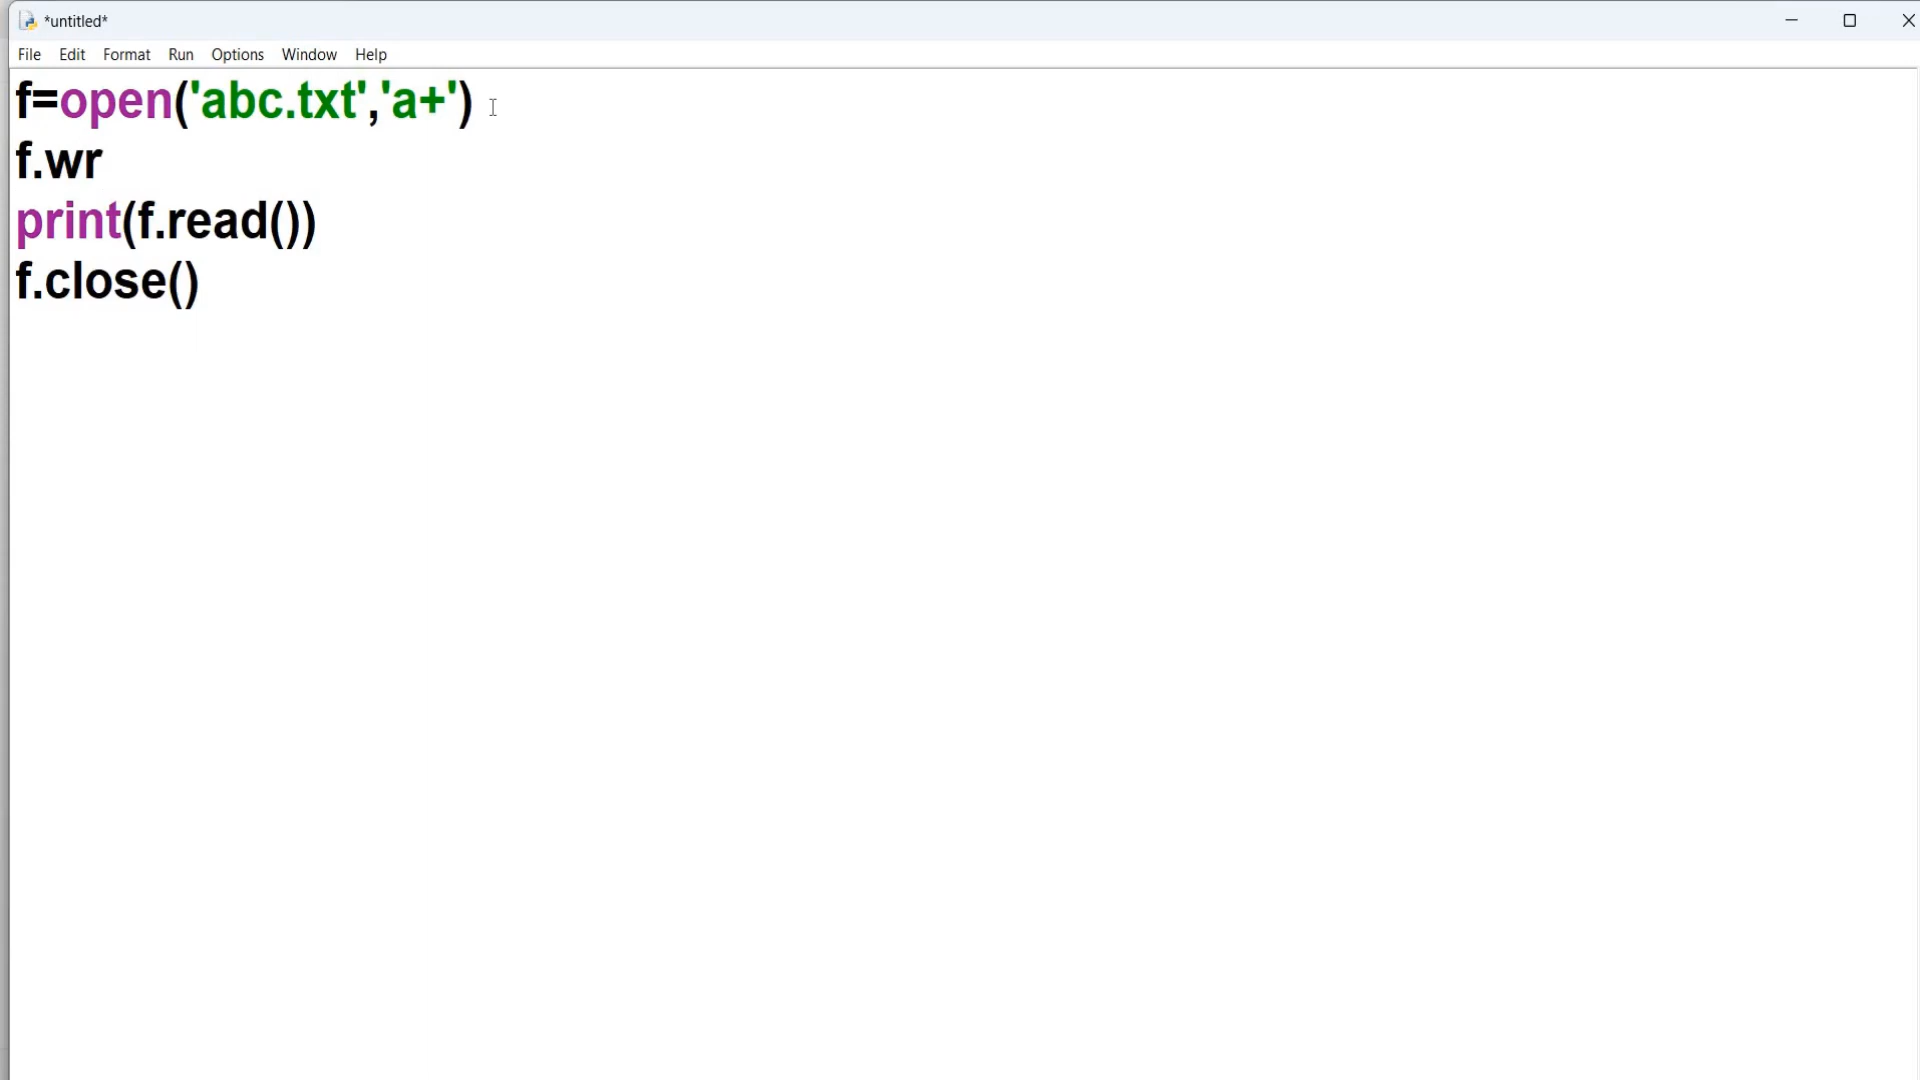 *untitled*
File Edit Format Run Options Window Help
f=open('abc.txt','a+')
f.wr
print(f.read())
f.close()